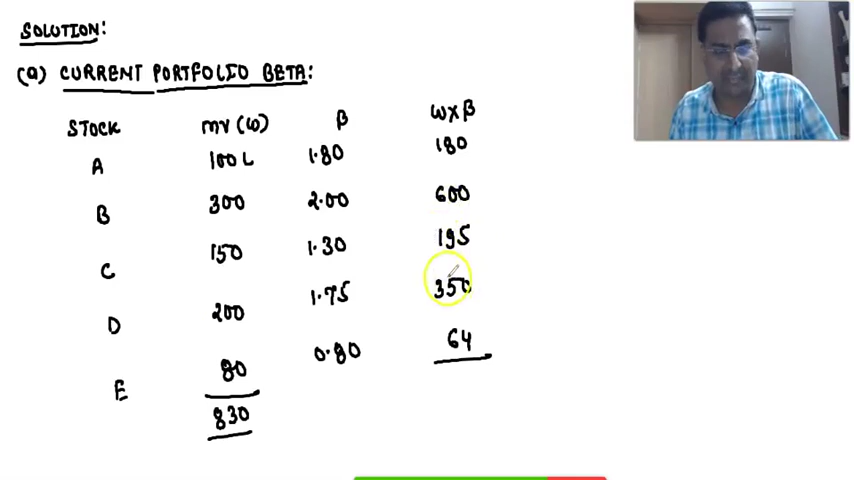 SOLUTION:
(a) CURRENT PORTFOLIO BETA:
STOCK MV (W) β W×β
A 100 L 1.80 180
B 300 2.00 600
C 150 1.30 195
D 200 1.75 350
E 80 0.80 64
830